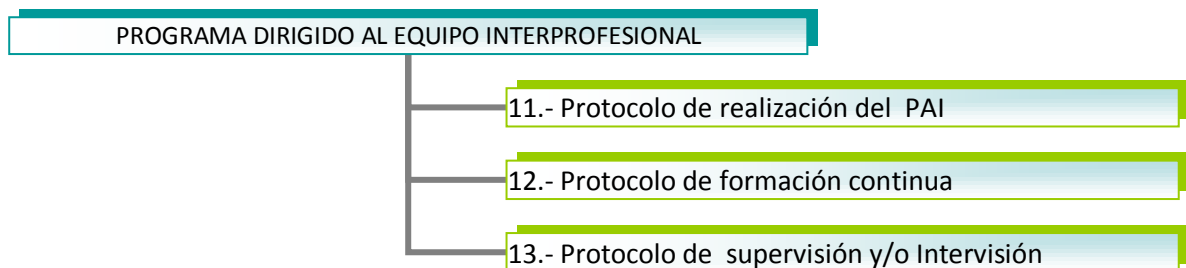 PROGRAMA DIRIGIDO AL EQUIPO INTERPROFESIONAL
11.- Protocolo de realización del  PAI
12.- Protocolo de formación continua
13.- Protocolo de  supervisión y/o Intervisión